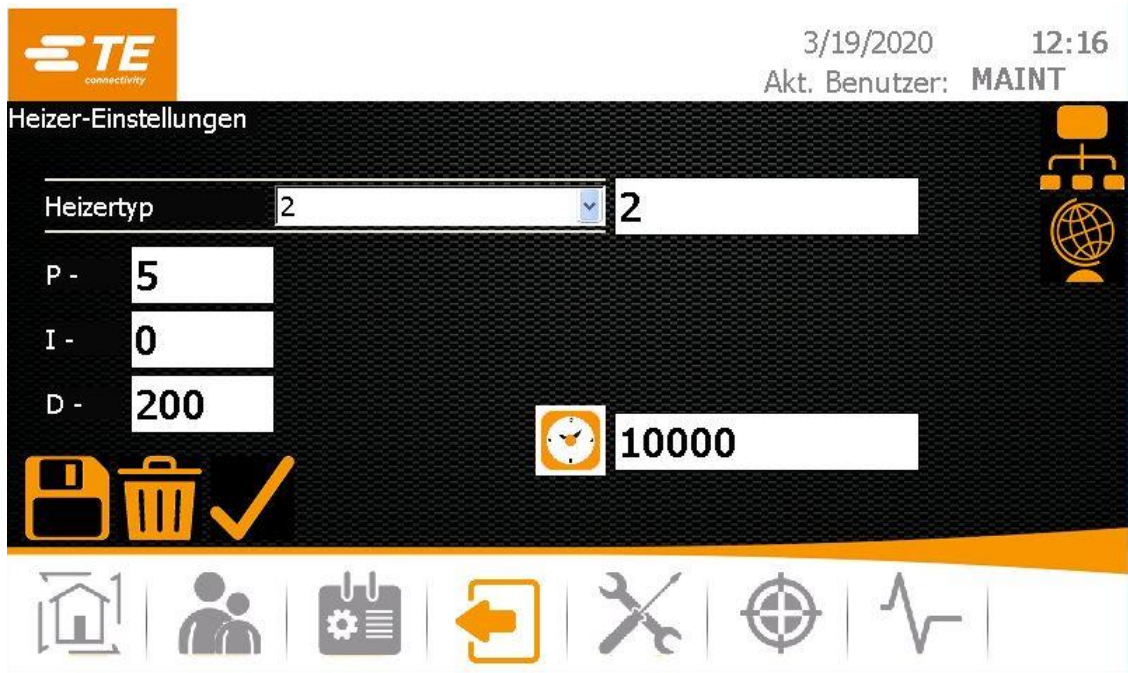 TE
connectivity
3/19/2020 12:16
Akt. Benutzer: MAINT
Heizer-Einstellungen
Heizertyp 2 2
P - 5
I - 0
D - 200
10000